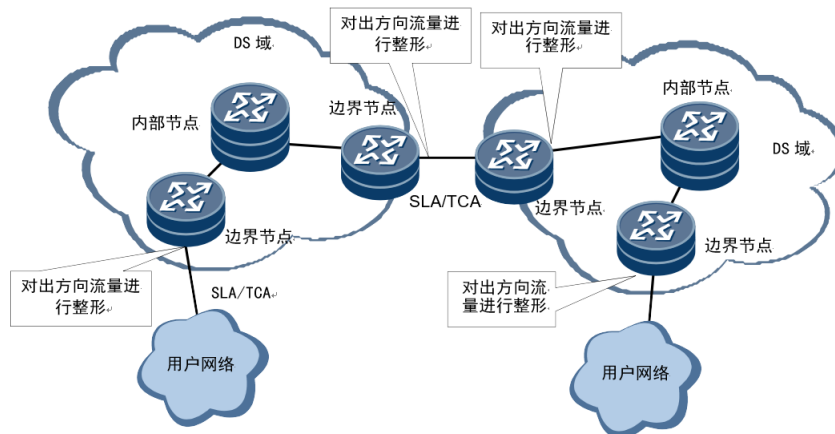 对出方向流量进
行整形
对出方向流量进
行整形
DS 域
内部节点
边界节点
边界节点
SLA/TCA
内部节点
DS 域
边界节点
边界节点
对出方向流量进
行整形
SLA/TCA
对出方向流
量进行整形
用户网络
用户网络